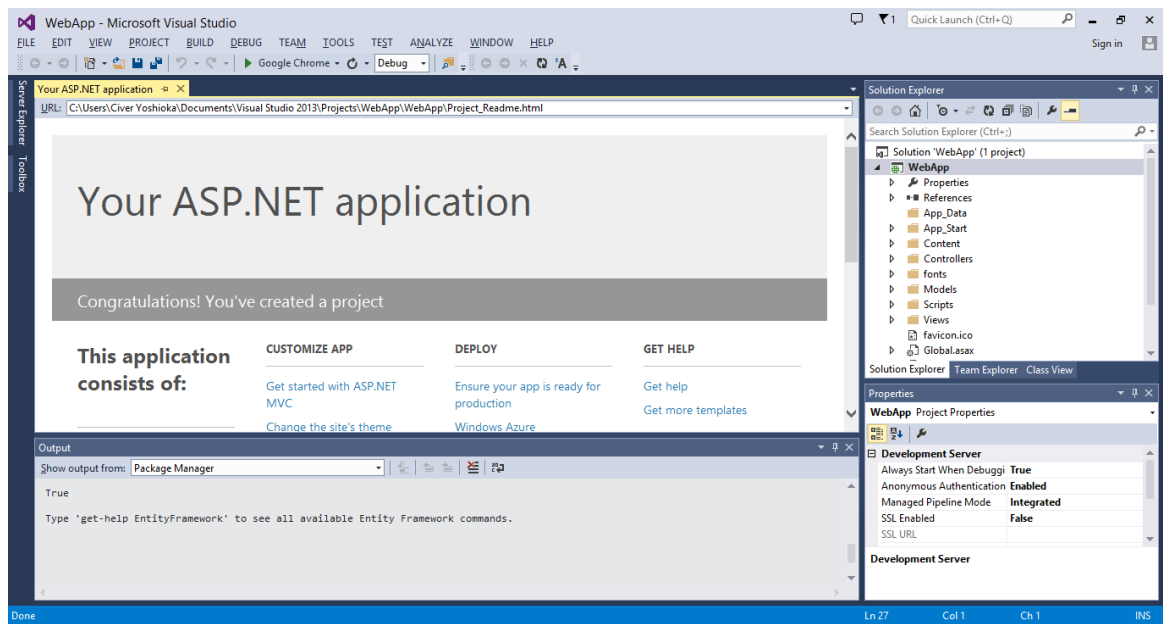 WebApp - Microsoft Visual Studio
1
Quick Launch (Ctrl+Q)
FILE EDIT VIEW PROJECT BUILD DEBUG TEAM TOOLS TEST ANALYZE WINDOW HELP
Sign in
Google Chrome
Debug
Server Explorer
Toolbox
Your ASP.NET application
URL: C:\Users\Civer Yoshioka\Documents\Visual Studio 2013\Projects\WebApp\WebApp\Project_Readme.html
Your ASP.NET application
Congratulations! You've created a project
This application
consists of:
CUSTOMIZE APP
Get started with ASP.NET
MVC
Change the site's theme
DEPLOY
Ensure your app is ready for
production
Windows Azure
GET HELP
Get help
Get more templates
Output
Show output from: Package Manager
True
Type 'get-help EntityFramework' to see all available Entity Framework commands.
Solution Explorer
Search Solution Explorer (Ctrl+;)
Solution 'WebApp' (1 project)
WebApp
Properties
References
App_Data
App_Start
Content
Controllers
fonts
Models
Scripts
Views
favicon.ico
Global.asax
Solution Explorer Team Explorer Class View
Properties
WebApp Project Properties
Development Server
Always Start When Debuggi True
Anonymous Authentication Enabled
Managed Pipeline Mode Integrated
SSL Enabled False
SSL URL
Development Server
Done
Ln 27 Col 1 Ch 1 INS